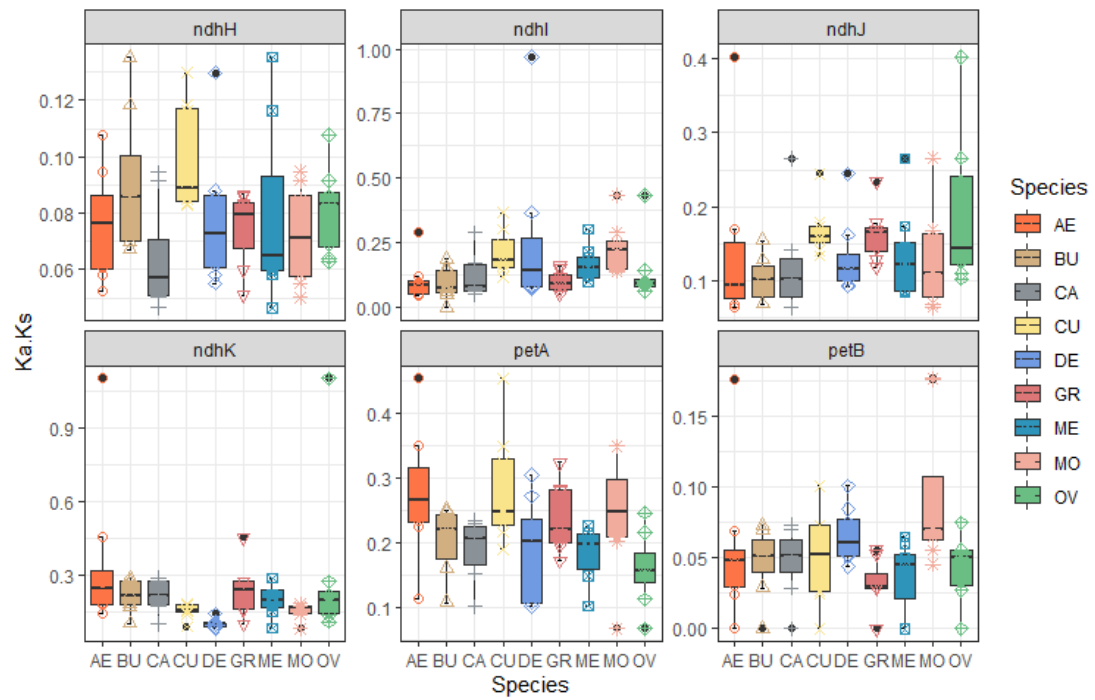 ndhH ndhI ndhJ
0.12
0.10
0.08
0.06
1.00
0.75
0.50
0.25
0.00
0.4
0.3
0.2
0.1
Ka.Ks
ndhK petA petB
0.9
0.6
0.3
0.4
0.3
0.2
0.1
0.15
0.10
0.05
0.00
AE BU CA CU DE GR ME MO OV
AE BU CA CU DE GR ME MO OV
AE BU CA CU DE GR ME MO OV
Species
Species
AE
BU
CA
CU
DE
GR
ME
MO
OV